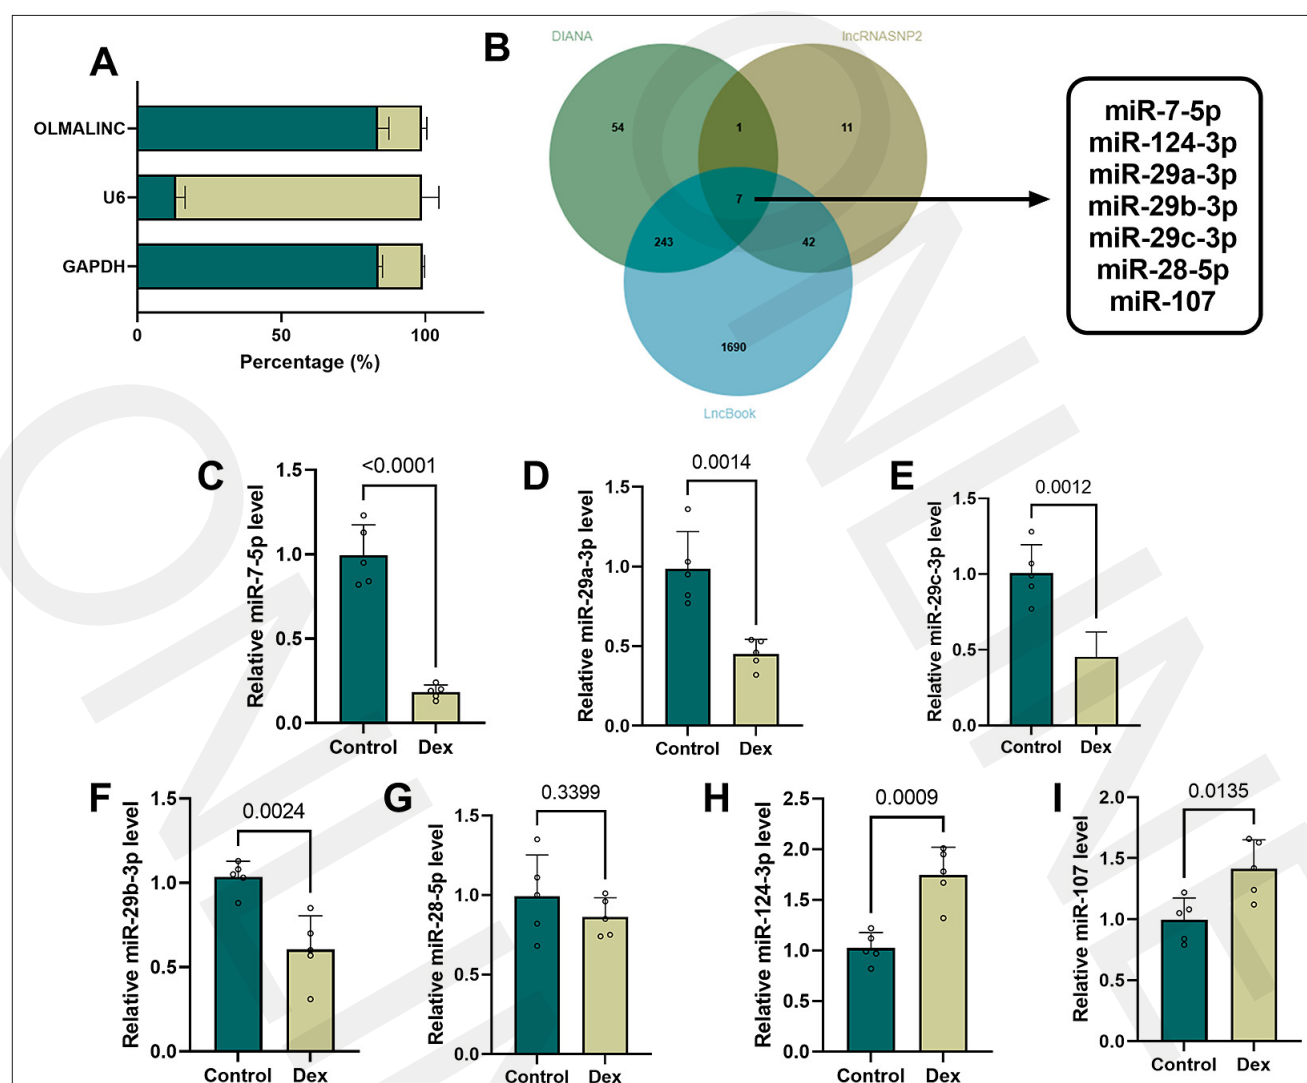 A
OLMALINC
U6
GAPDH
0
50
100
Percentage (%)
B
DIANA
lncRNASNP2
54
1
11
7
243
42
1690
LncBook
miR-7-5p
miR-124-3p
miR-29a-3p
miR-29b-3p
miR-29c-3p
miR-28-5p
miR-107
C
Relative miR-7-5p level
1.5
1.0
0.5
0.0
<0.0001
Control Dex
D
Relative miR-29a-3p level
1.5
1.0
0.5
0.0
0.0014
Control Dex
E
Relative miR-29c-3p level
1.5
1.0
0.5
0.0
0.0012
Control Dex
F
Relative miR-29b-3p level
1.5
1.0
0.5
0.0
0.0024
Control Dex
G
Relative miR-28-5p level
1.5
1.0
0.5
0.0
0.3399
Control Dex
H
Relative miR-124-3p level
2.5
2.0
1.5
1.0
0.5
0.0
0.0009
Control Dex
I
Relative miR-107 level
2.0
1.5
1.0
0.5
0.0
0.0135
Control Dex